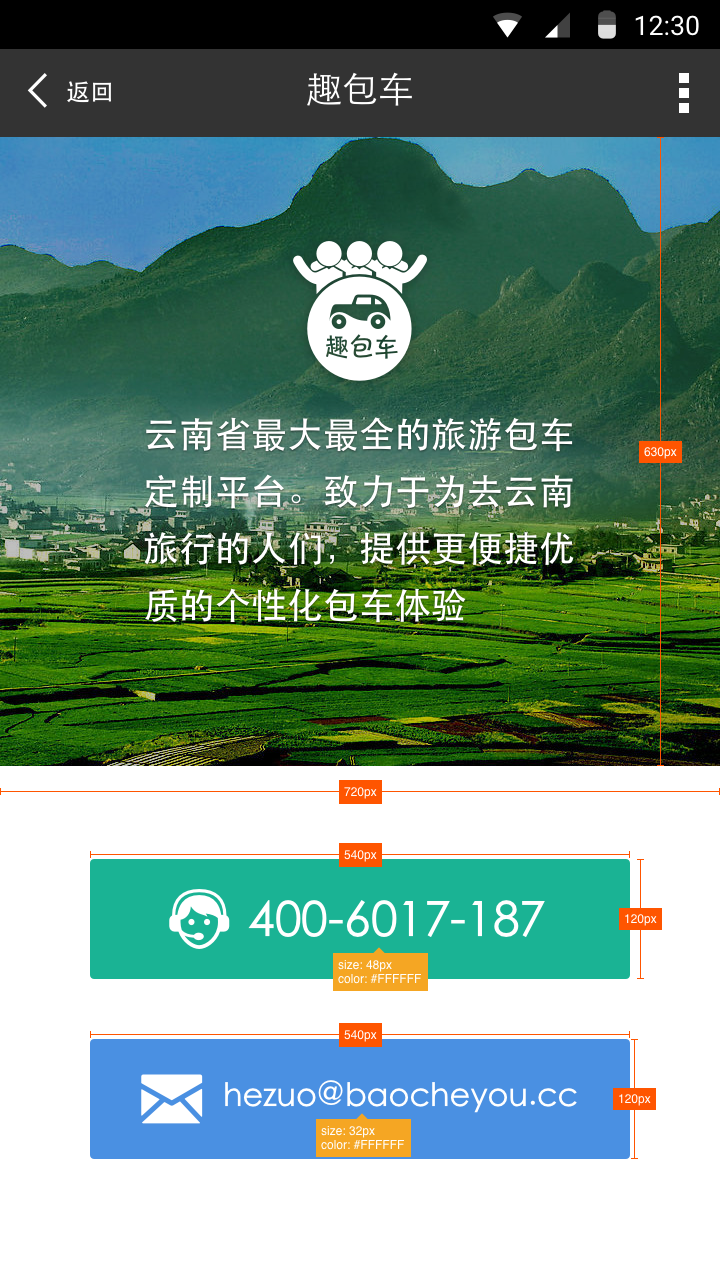 12:30
返回
趣包车
趣包车
云南省最大最全的旅游包车
定制平台。致力于为去云南
旅行的人们，提供更便捷优
质的个性化包车体验
630px
720px
540px
400-6017-187
120px
size: 48px
color: #FFFFFF
540px
hezuo@baocheyou.cc
120px
size: 32px
color: #FFFFFF